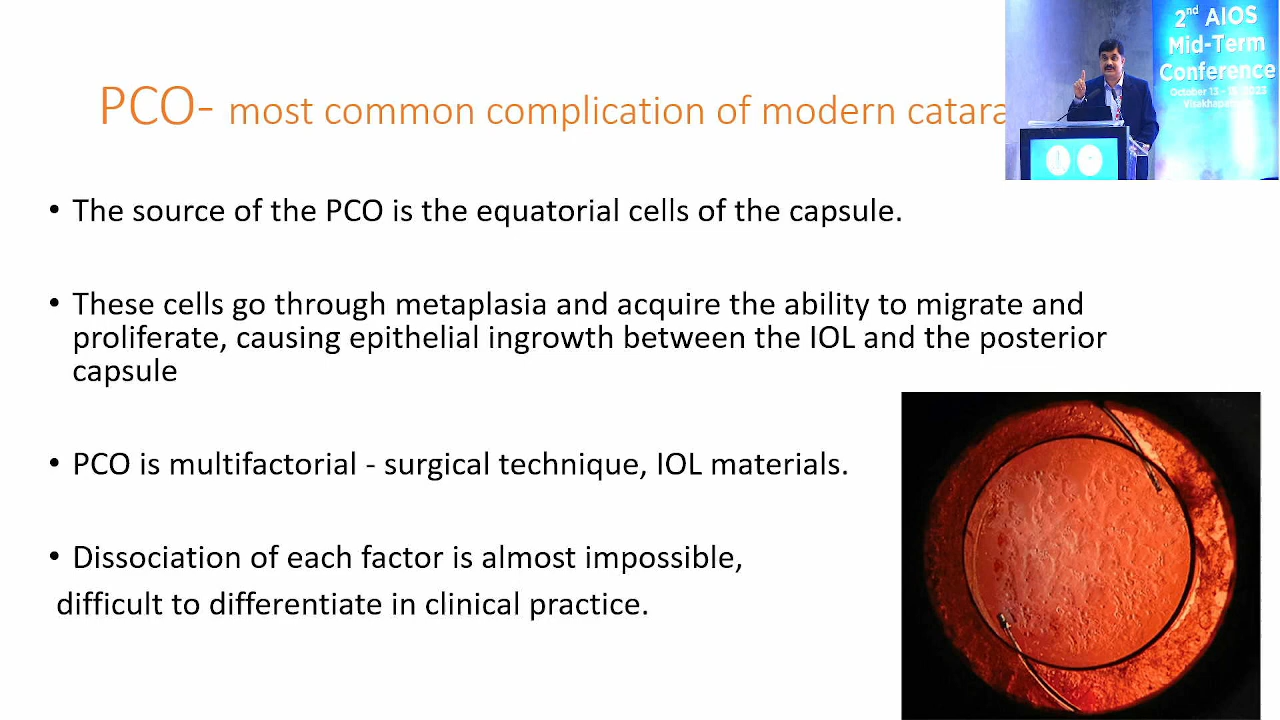 2nd AIOS
Mid-Term
Conference
October 13 -
2023
PCO- most common complication of modern
• The source of the PCO is the equatorial cells of the capsule.
• These cells go through metaplasia and acquire the ability to migrate and
proliferate, causing epithelial ingrowth between the IOL and the posterior
capsule
• PCO is multifactorial - surgical technique, IOL materials.
• Dissociation of each factor is almost impossible,
difficult to differentiate in clinical practice.